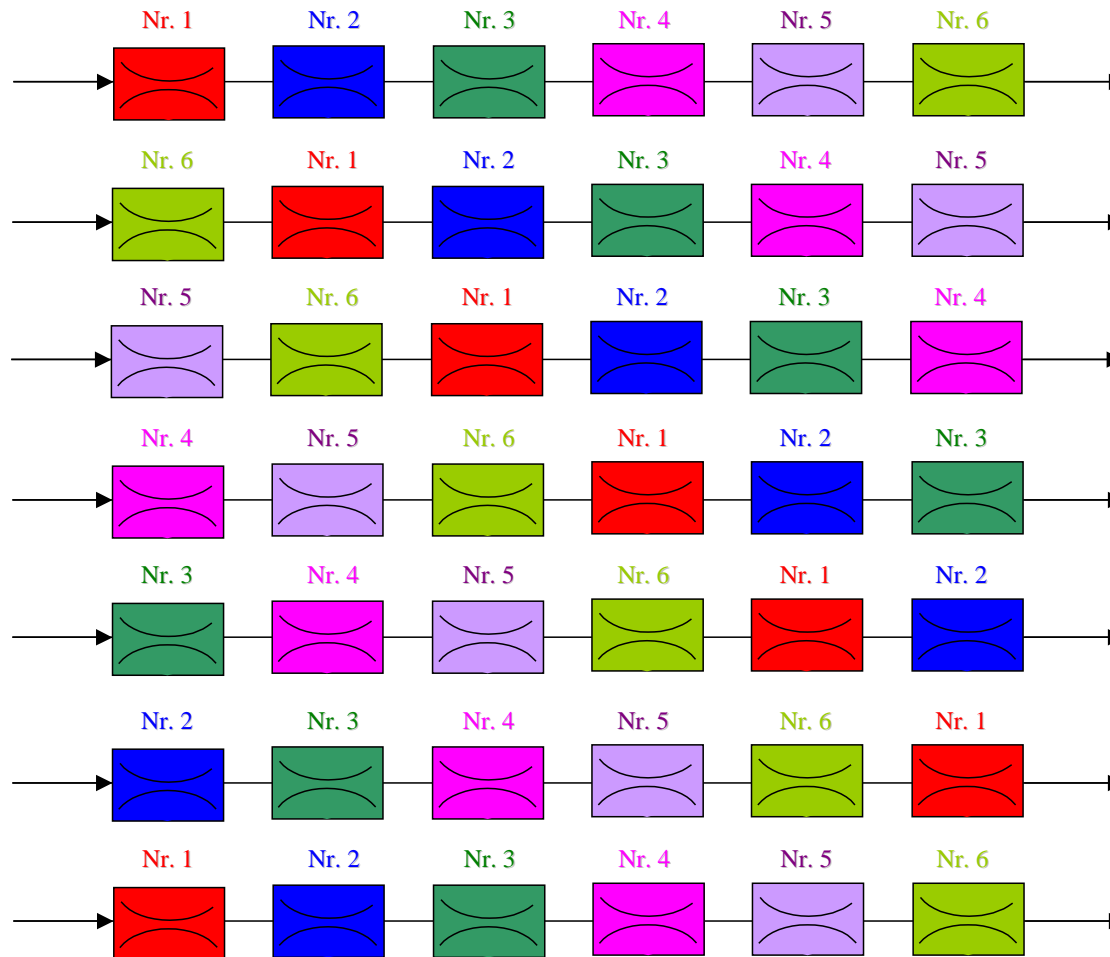 Nr. 1 Nr. 2 Nr. 3 Nr. 4 Nr. 5 Nr. 6
Nr. 6 Nr. 1 Nr. 2 Nr. 3 Nr. 4 Nr. 5
Nr. 5 Nr. 6 Nr. 1 Nr. 2 Nr. 3 Nr. 4
Nr. 4 Nr. 5 Nr. 6 Nr. 1 Nr. 2 Nr. 3
Nr. 3 Nr. 4 Nr. 5 Nr. 6 Nr. 1 Nr. 2
Nr. 2 Nr. 3 Nr. 4 Nr. 5 Nr. 6 Nr. 1
Nr. 1 Nr. 2 Nr. 3 Nr. 4 Nr. 5 Nr. 6